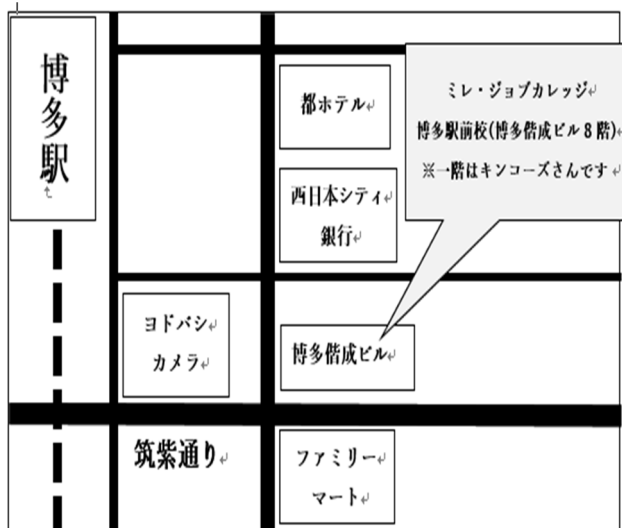 博多駅
都ホテル
西日本シティ
銀行
ミレ・ジョブカレッジ
博多駅前校(博多偕成ビル8階)
※一階はキンコーズさんです
ヨドバシ
カメラ
博多偕成ビル
筑紫通り
ファミリー
マート